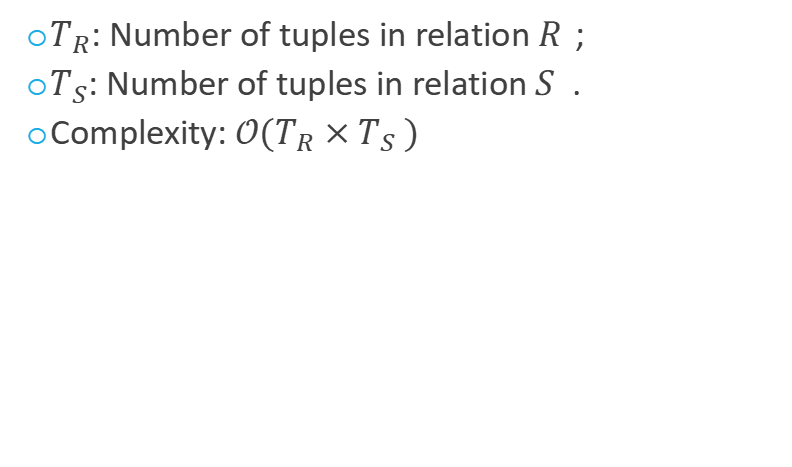 ○T_R: Number of tuples in relation R ;
○T_S: Number of tuples in relation S .
○Complexity: 𝒪(T_R × T_S )